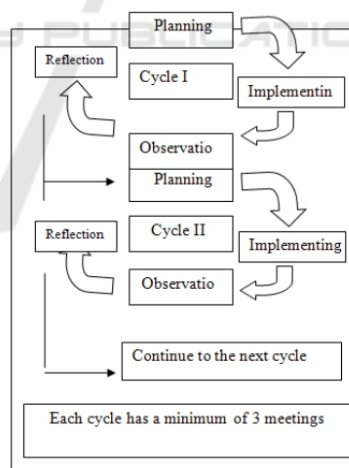 Planning
Reflection
Cycle I
Implementin
Observatio
Planning
Reflection
Cycle II
Implementing
Observatio
Continue to the next cycle
Each cycle has a minimum of 3 meetings